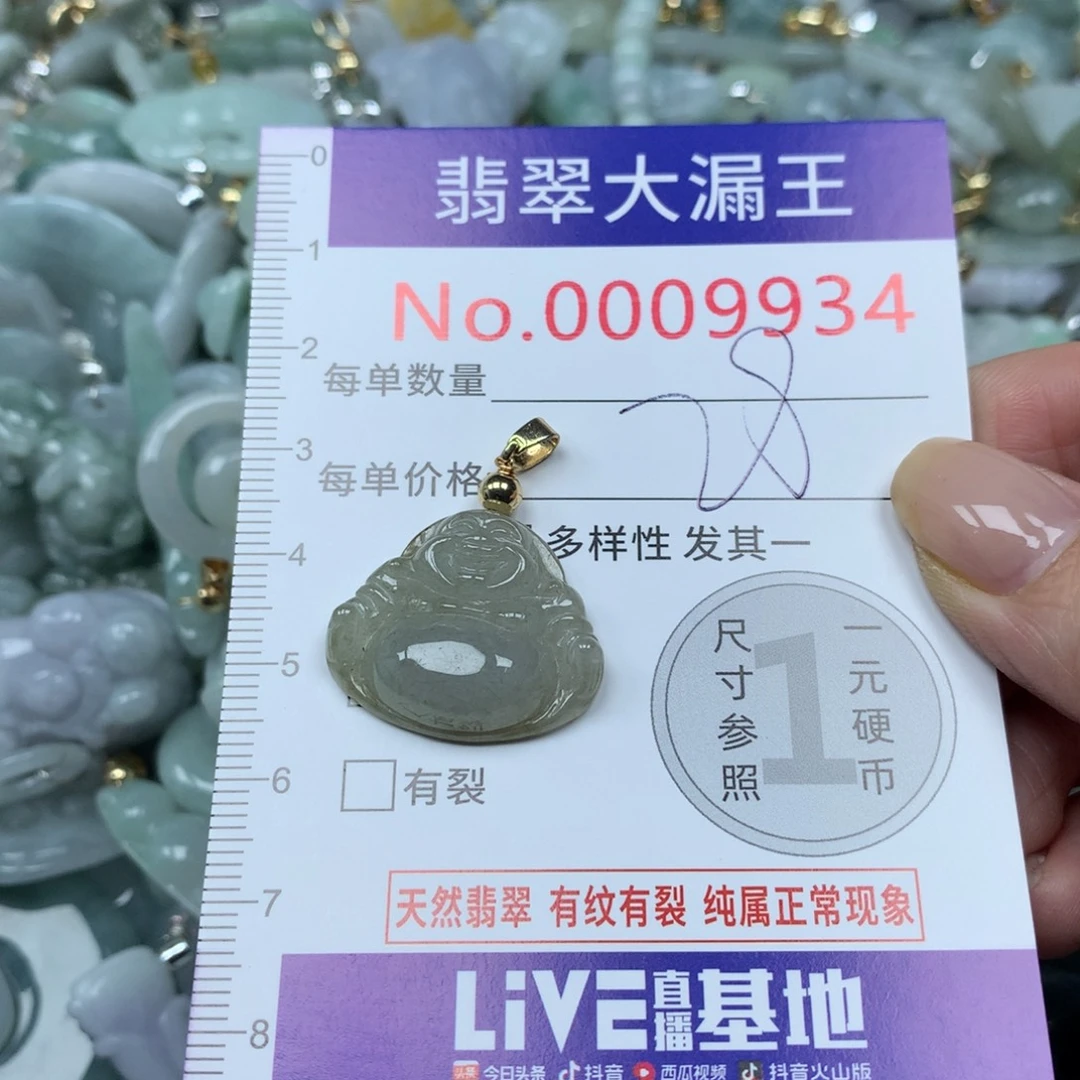 翡翠大漏王
No.0009934
每单数量
每单价格
28
多样性 发其一
尺寸参照
1
一元硬币
有裂
天然翡翠 有纹有裂 纯属正常现象
LiVE直播基地
头条 今日头条 抖音 西瓜视频 抖音火山版
0
1
2
3
4
5
6
7
8